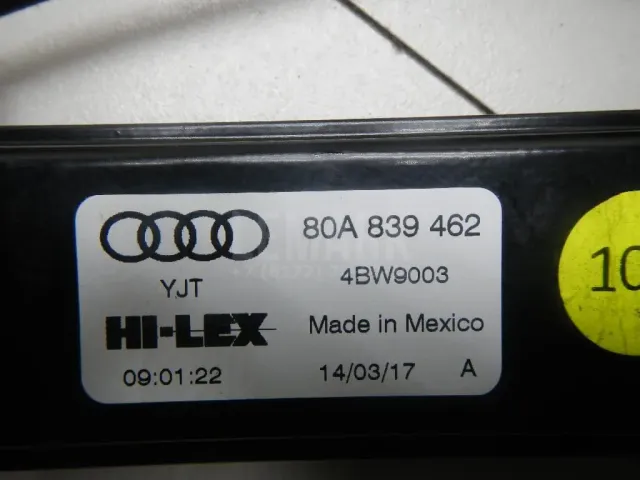 80A 839 462
YJT
4BW9003
HI-LEX
Made in Mexico
09:01:22
14/03/17 A
10